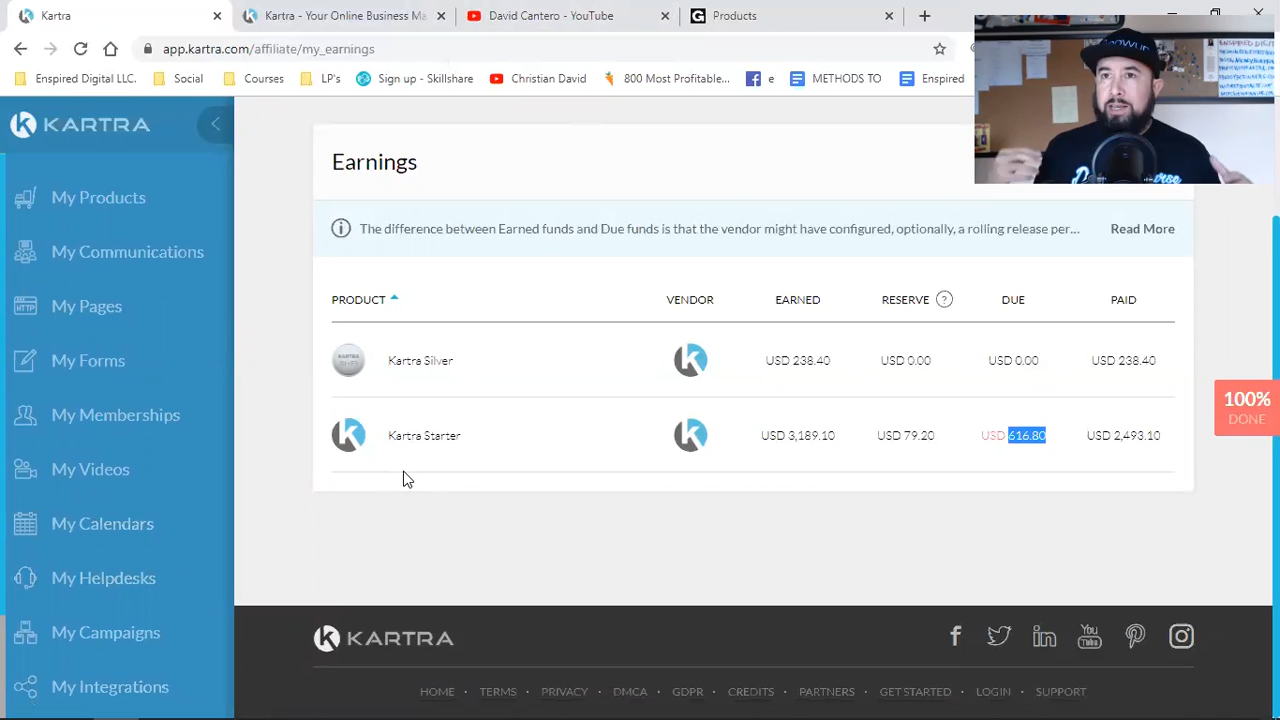 Kartra
Kartra - Your Online Business Ma
David Cantero - YouTube
Products
app.kartra.com/affiliate/my_earnings
Enspired Digital LLC.
Social
Courses
LP's
Sign up - Skillshare
Christ David
800 Most Profitable...
METHODS TO
Enspired
KARTRA
My Products
My Communications
My Pages
My Forms
My Memberships
My Videos
My Calendars
My Helpdesks
My Campaigns
My Integrations
Earnings
The difference between Earned funds and Due funds is that the vendor might have configured, optionally, a rolling release per...
Read More
PRODUCT VENDOR EARNED RESERVE ? DUE PAID
KARTRA
Kartra Silver USD 238.40 USD 0.00 USD 0.00 USD 238.40
Kartra Starter USD 3,189.10 USD 79.20 USD 616.80 USD 2,493.10
100%
DONE
KARTRA
You
Tube
HOME · TERMS · PRIVACY · DMCA · GDPR · CREDITS · PARTNERS · GET STARTED · LOGIN · SUPPORT